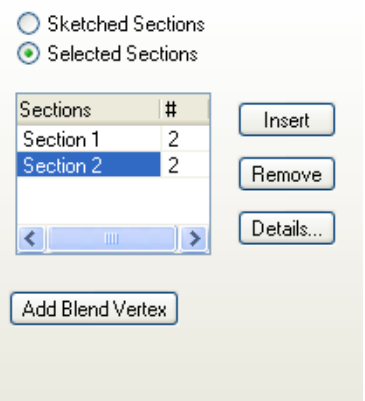 Sketched Sections
Selected Sections
Sections #
Insert
Section 1 2
Section 2 2
Remove
Details...
Add Blend Vertex